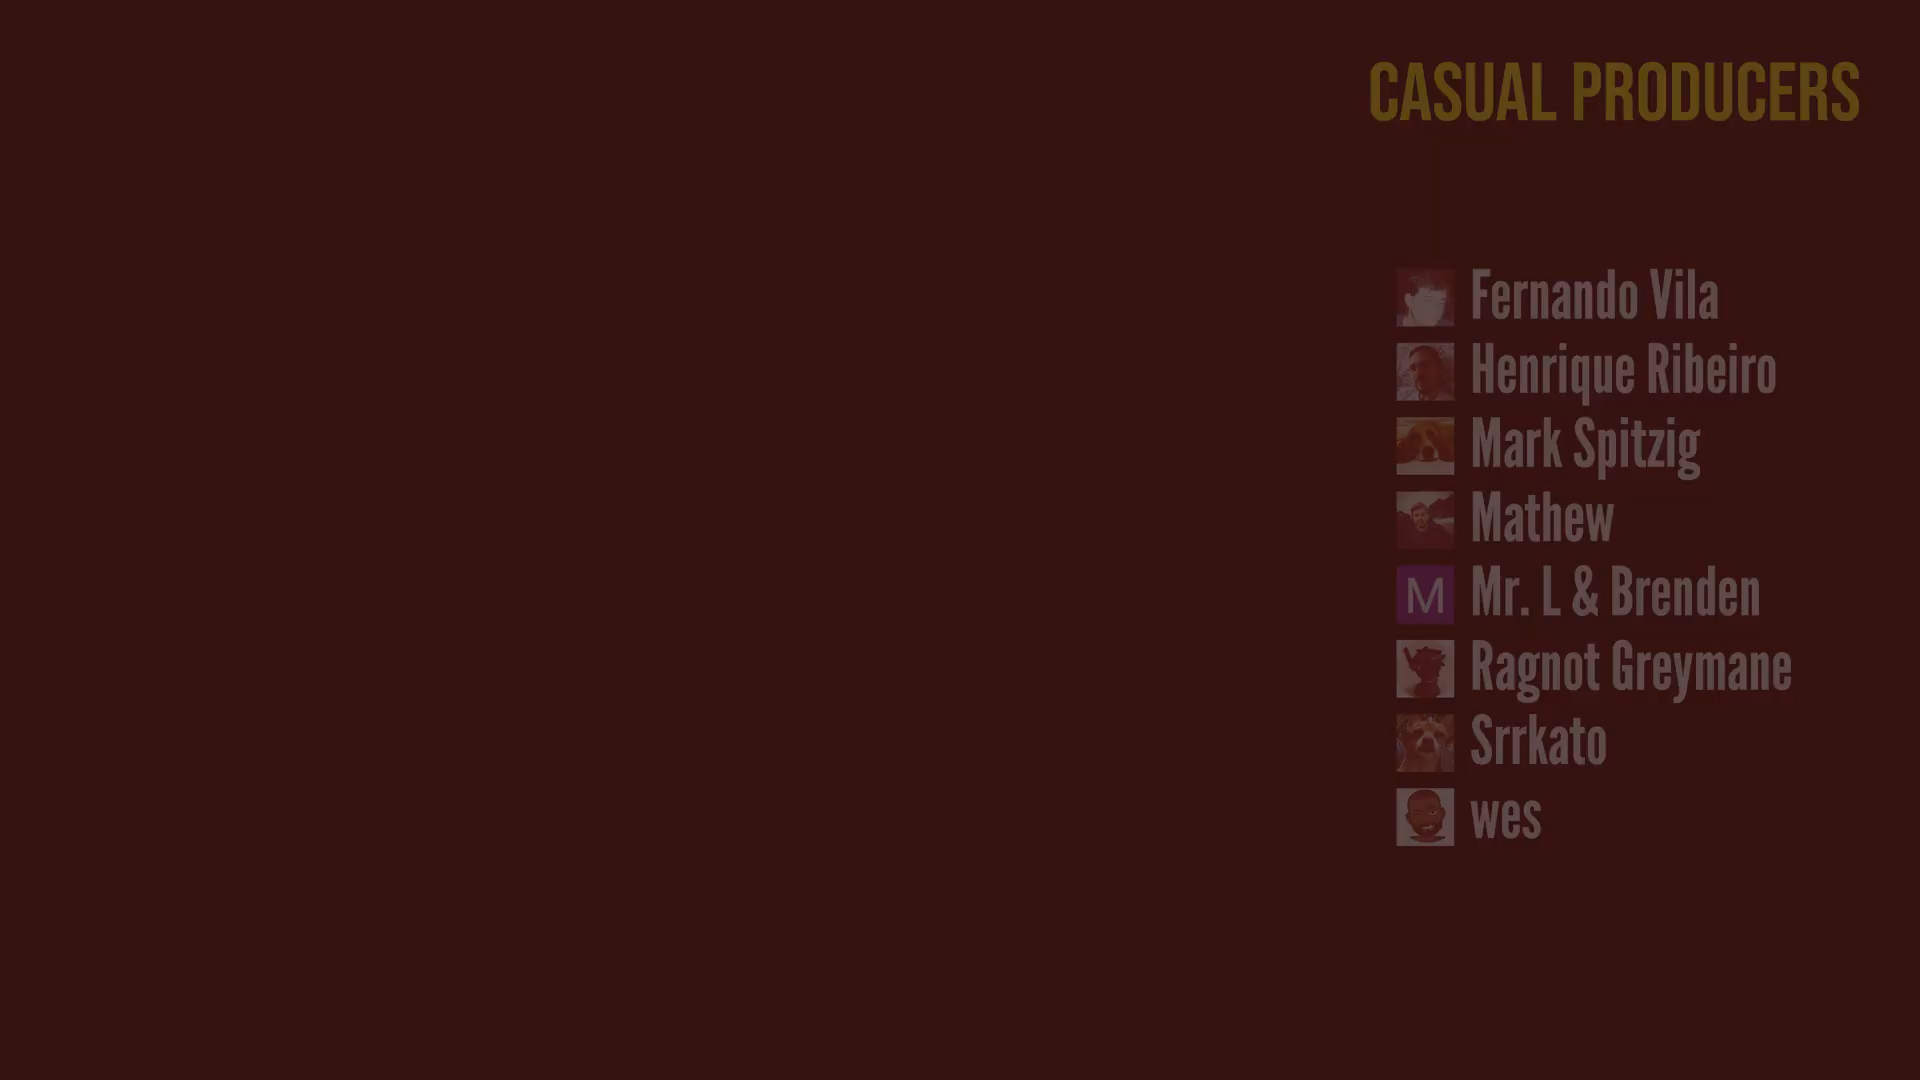 CASUAL PRODUCERS
Fernando Vila
Henrique Ribeiro
Mark Spitzig
Mathew
M Mr. L & Brenden
Ragnot Greymane
Srrkato
wes